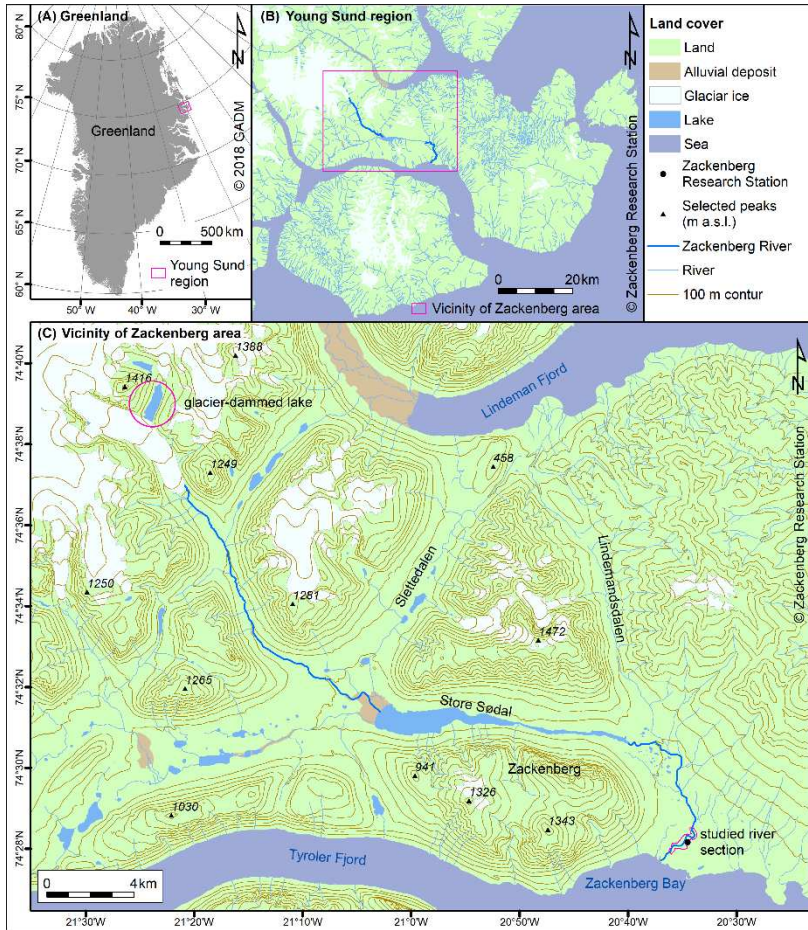 (A) Greenland
80°N
75°N
70°N
65°N
60°N
50°W
40°W
30°W
Greenland
N
© 2018 GADM
0 500 km
Young Sund
region
(B) Young Sund region
N
0 20 km
Vicinity of Zackenberg area
© Zackenberg Research Station
Land cover
Land
Alluvial deposit
Glaciar ice
Lake
Sea
Zackenberg
Research Station
Selected peaks
(m a.s.l.)
Zackenberg River
River
100 m contur
(C) Vicinity of Zackenberg area
N
74°40'N
74°38'N
74°36'N
74°34'N
74°32'N
74°30'N
74°28'N
1416
1388
glacier-dammed lake
1249
Lindeman Fjord
458
1250
1281
Slettedalen
Lindemandsdalen
1472
1265
Store Sødal
941
Zackenberg
1326
1030
1343
studied river
section
Tyroler Fjord
Zackenberg Bay
0 4 km
© Zackenberg Research Station
21°30'W
21°20'W
21°10'W
21°0'W
20°50'W
20°40'W
20°30'W